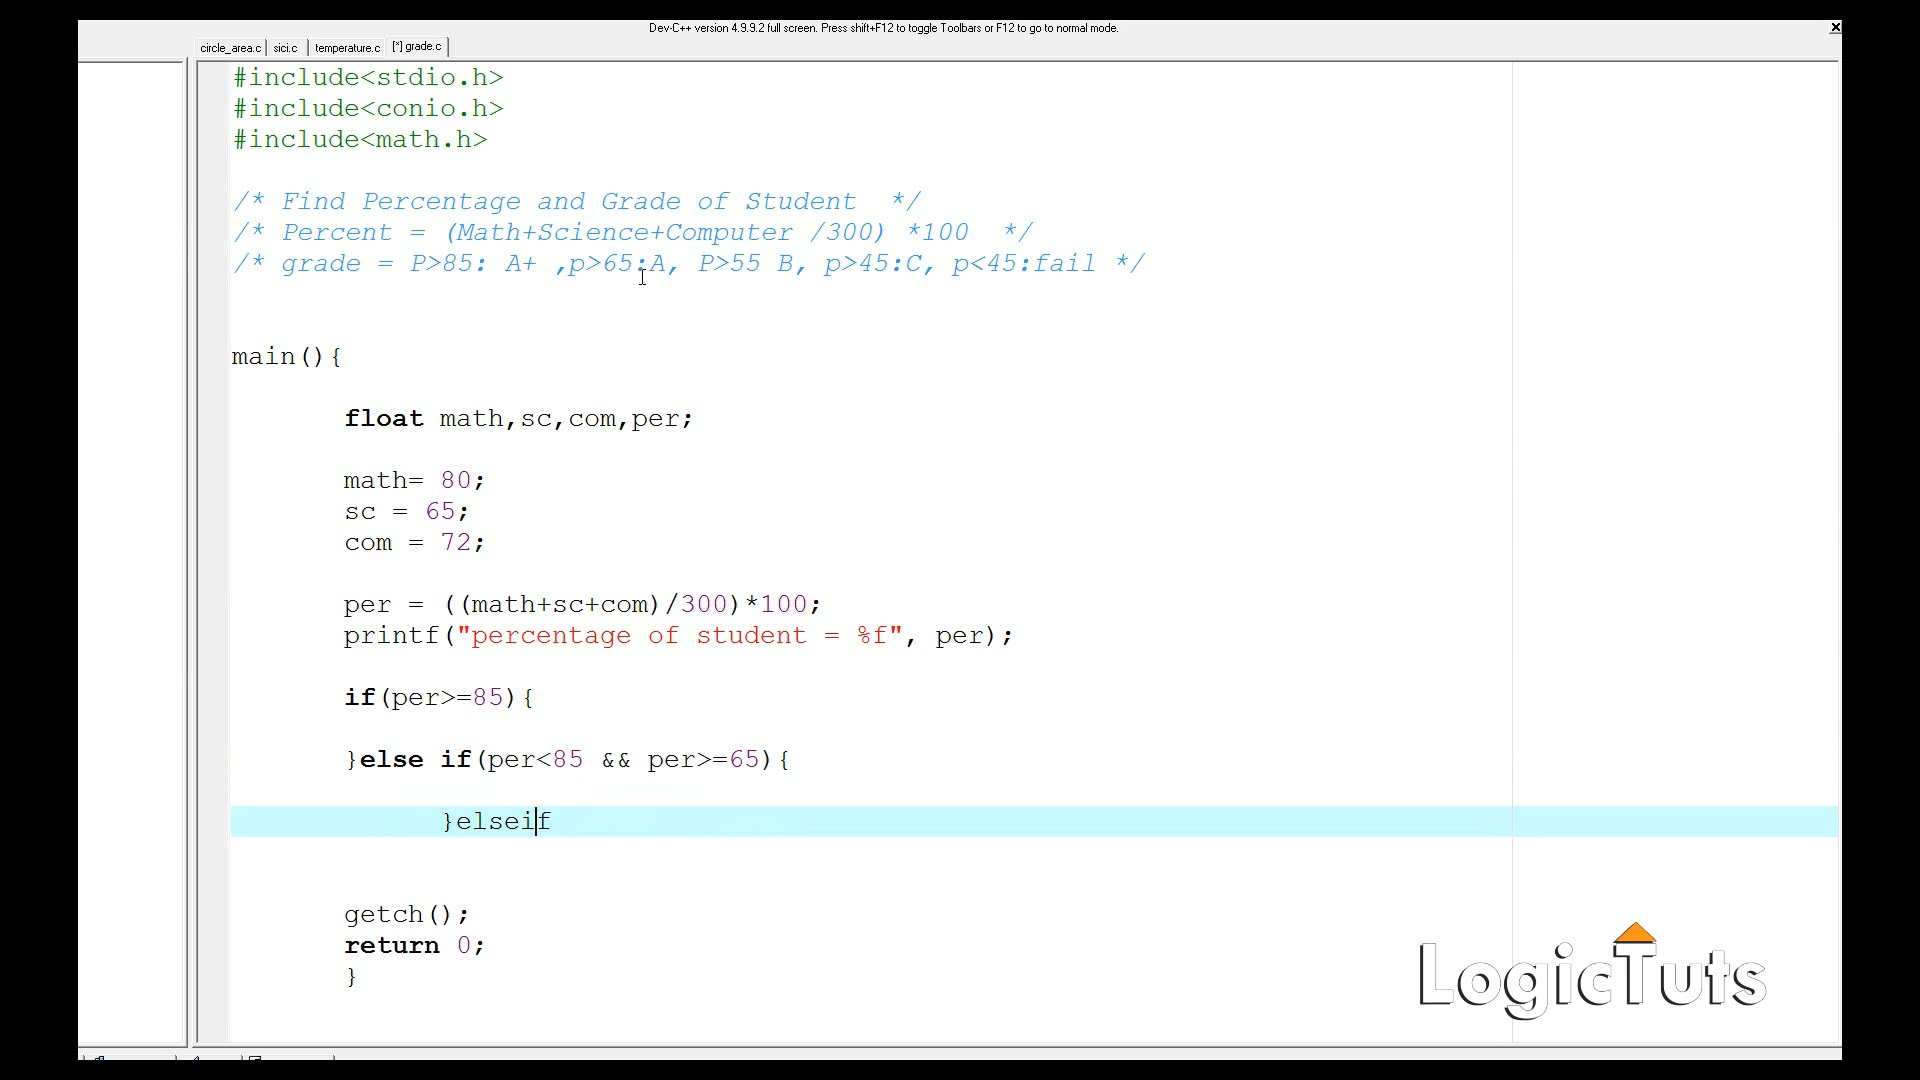 Dev-C++ version 4.9.9.2 full screen. Press shift+F12 to toggle Toolbars or F12 to go to normal mode.
circle_area.c sici.c temperature.c [*] grade.c
#include<stdio.h>
#include<conio.h>
#include<math.h>
/* Find Percentage and Grade of Student  */
/* Percent = (Math+Science+Computer /300) *100  */
/* grade = P>85: A+ ,p>65:A, P>55 B, p>45:C, p<45:fail */
main(){
float math,sc,com,per;
math= 80;
sc = 65;
com = 72;
per = ((math+sc+com)/300)*100;
printf("percentage of student = %f", per);
if(per>=85){
}else if(per<85 && per>=65){
}elseif
getch();
return 0;
}
LogicTuts